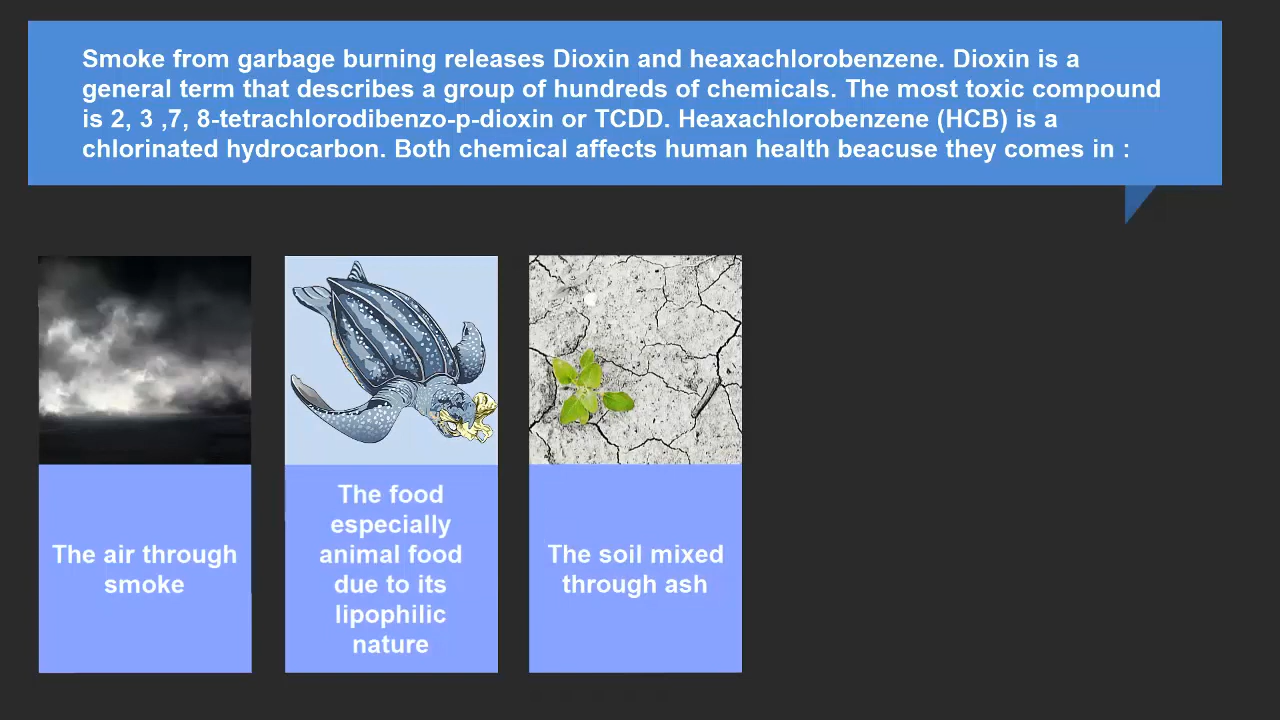 Smoke from garbage burning releases Dioxin and heaxachlorobenzene. Dioxin is a
general term that describes a group of hundreds of chemicals. The most toxic compound
is 2, 3 ,7, 8-tetrachlorodibenzo-p-dioxin or TCDD. Heaxachlorobenzene (HCB) is a
chlorinated hydrocarbon. Both chemical affects human health beacuse they comes in :
The air through
smoke
The food
especially
animal food
due to its
lipophilic
nature
The soil mixed
through ash